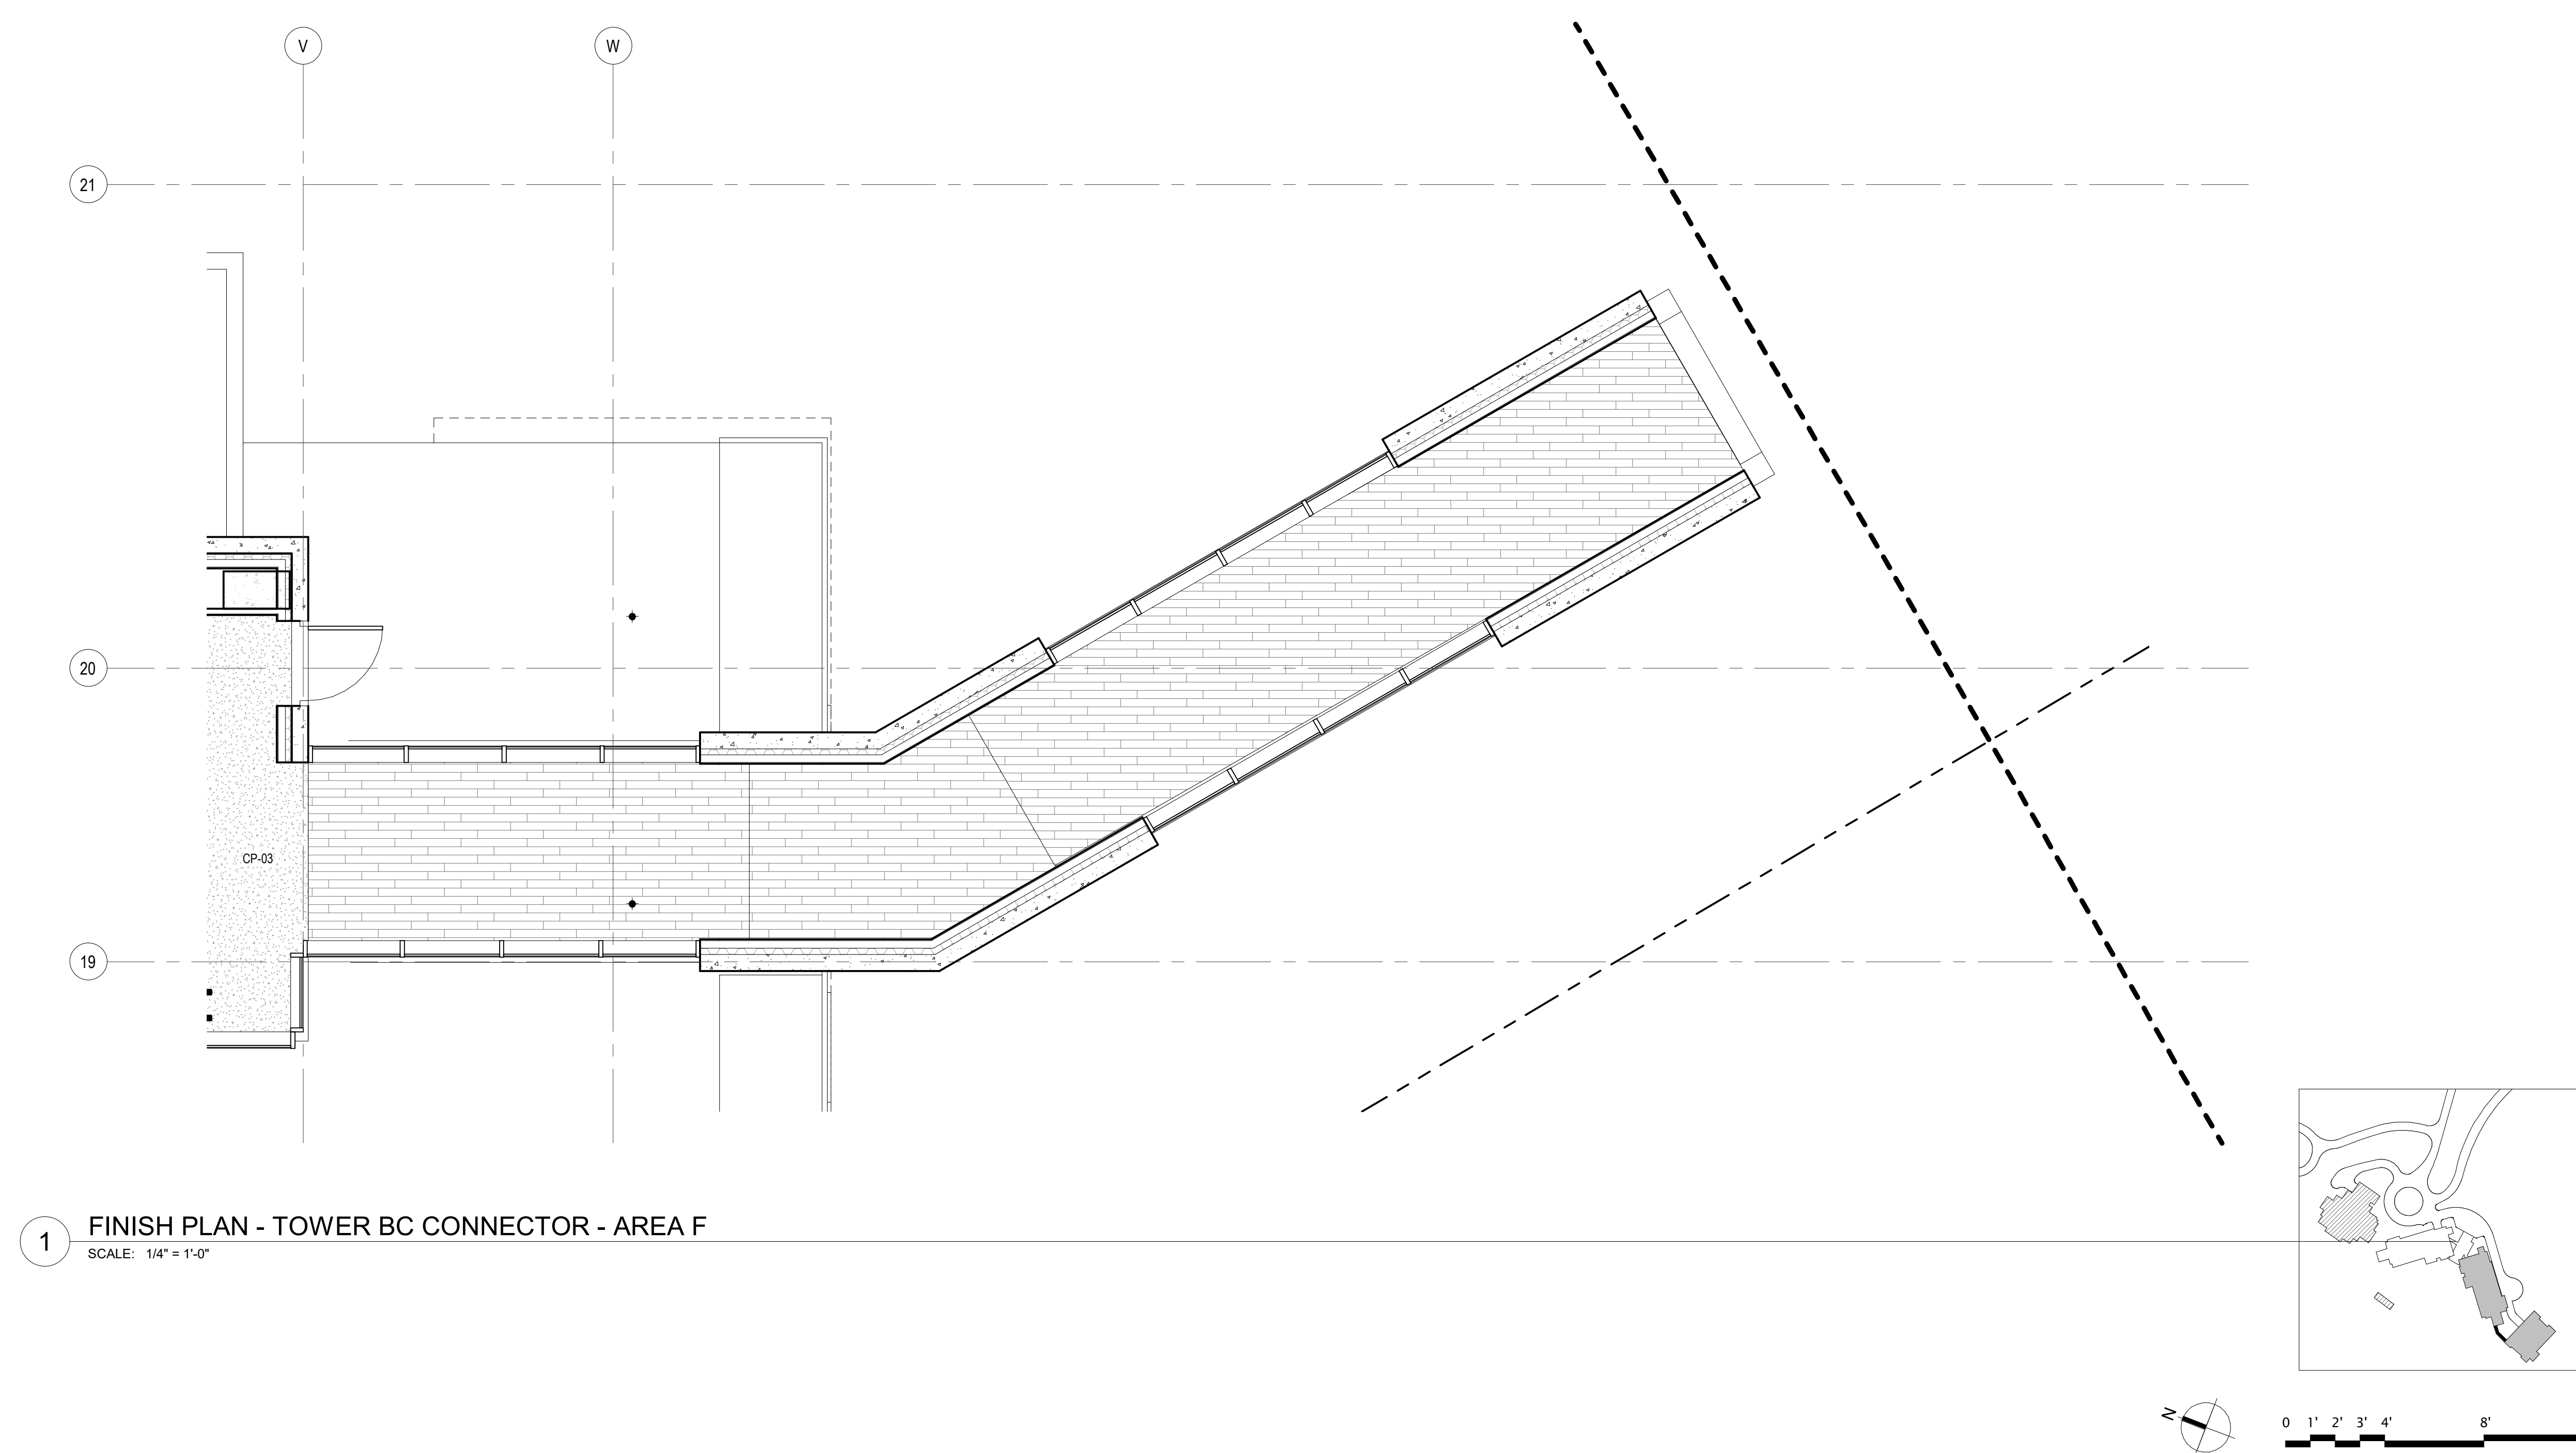 V
W
21
20
CP-03
19
1
FINISH PLAN - TOWER BC CONNECTOR - AREA F
SCALE: 1/4" = 1'-0"
N
0 1' 2' 3' 4' 8'